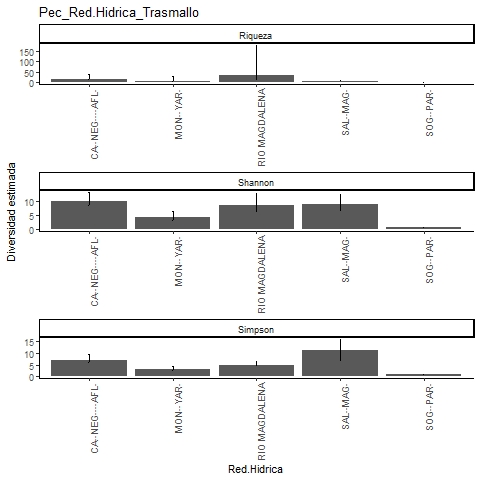 Pec_Red.Hidrica_Trasmallo
Diversidad estimada
Riqueza
150
100
50
0
CA--NEG----AFL-
MON--YAR-
RIO MAGDALENA
SAL--MAG-
SOG--PAR-
Shannon
10
5
0
CA--NEG----AFL-
MON--YAR-
RIO MAGDALENA
SAL--MAG-
SOG--PAR-
Simpson
15
10
5
0
CA--NEG----AFL-
MON--YAR-
RIO MAGDALENA
SAL--MAG-
SOG--PAR-
Red.Hidrica